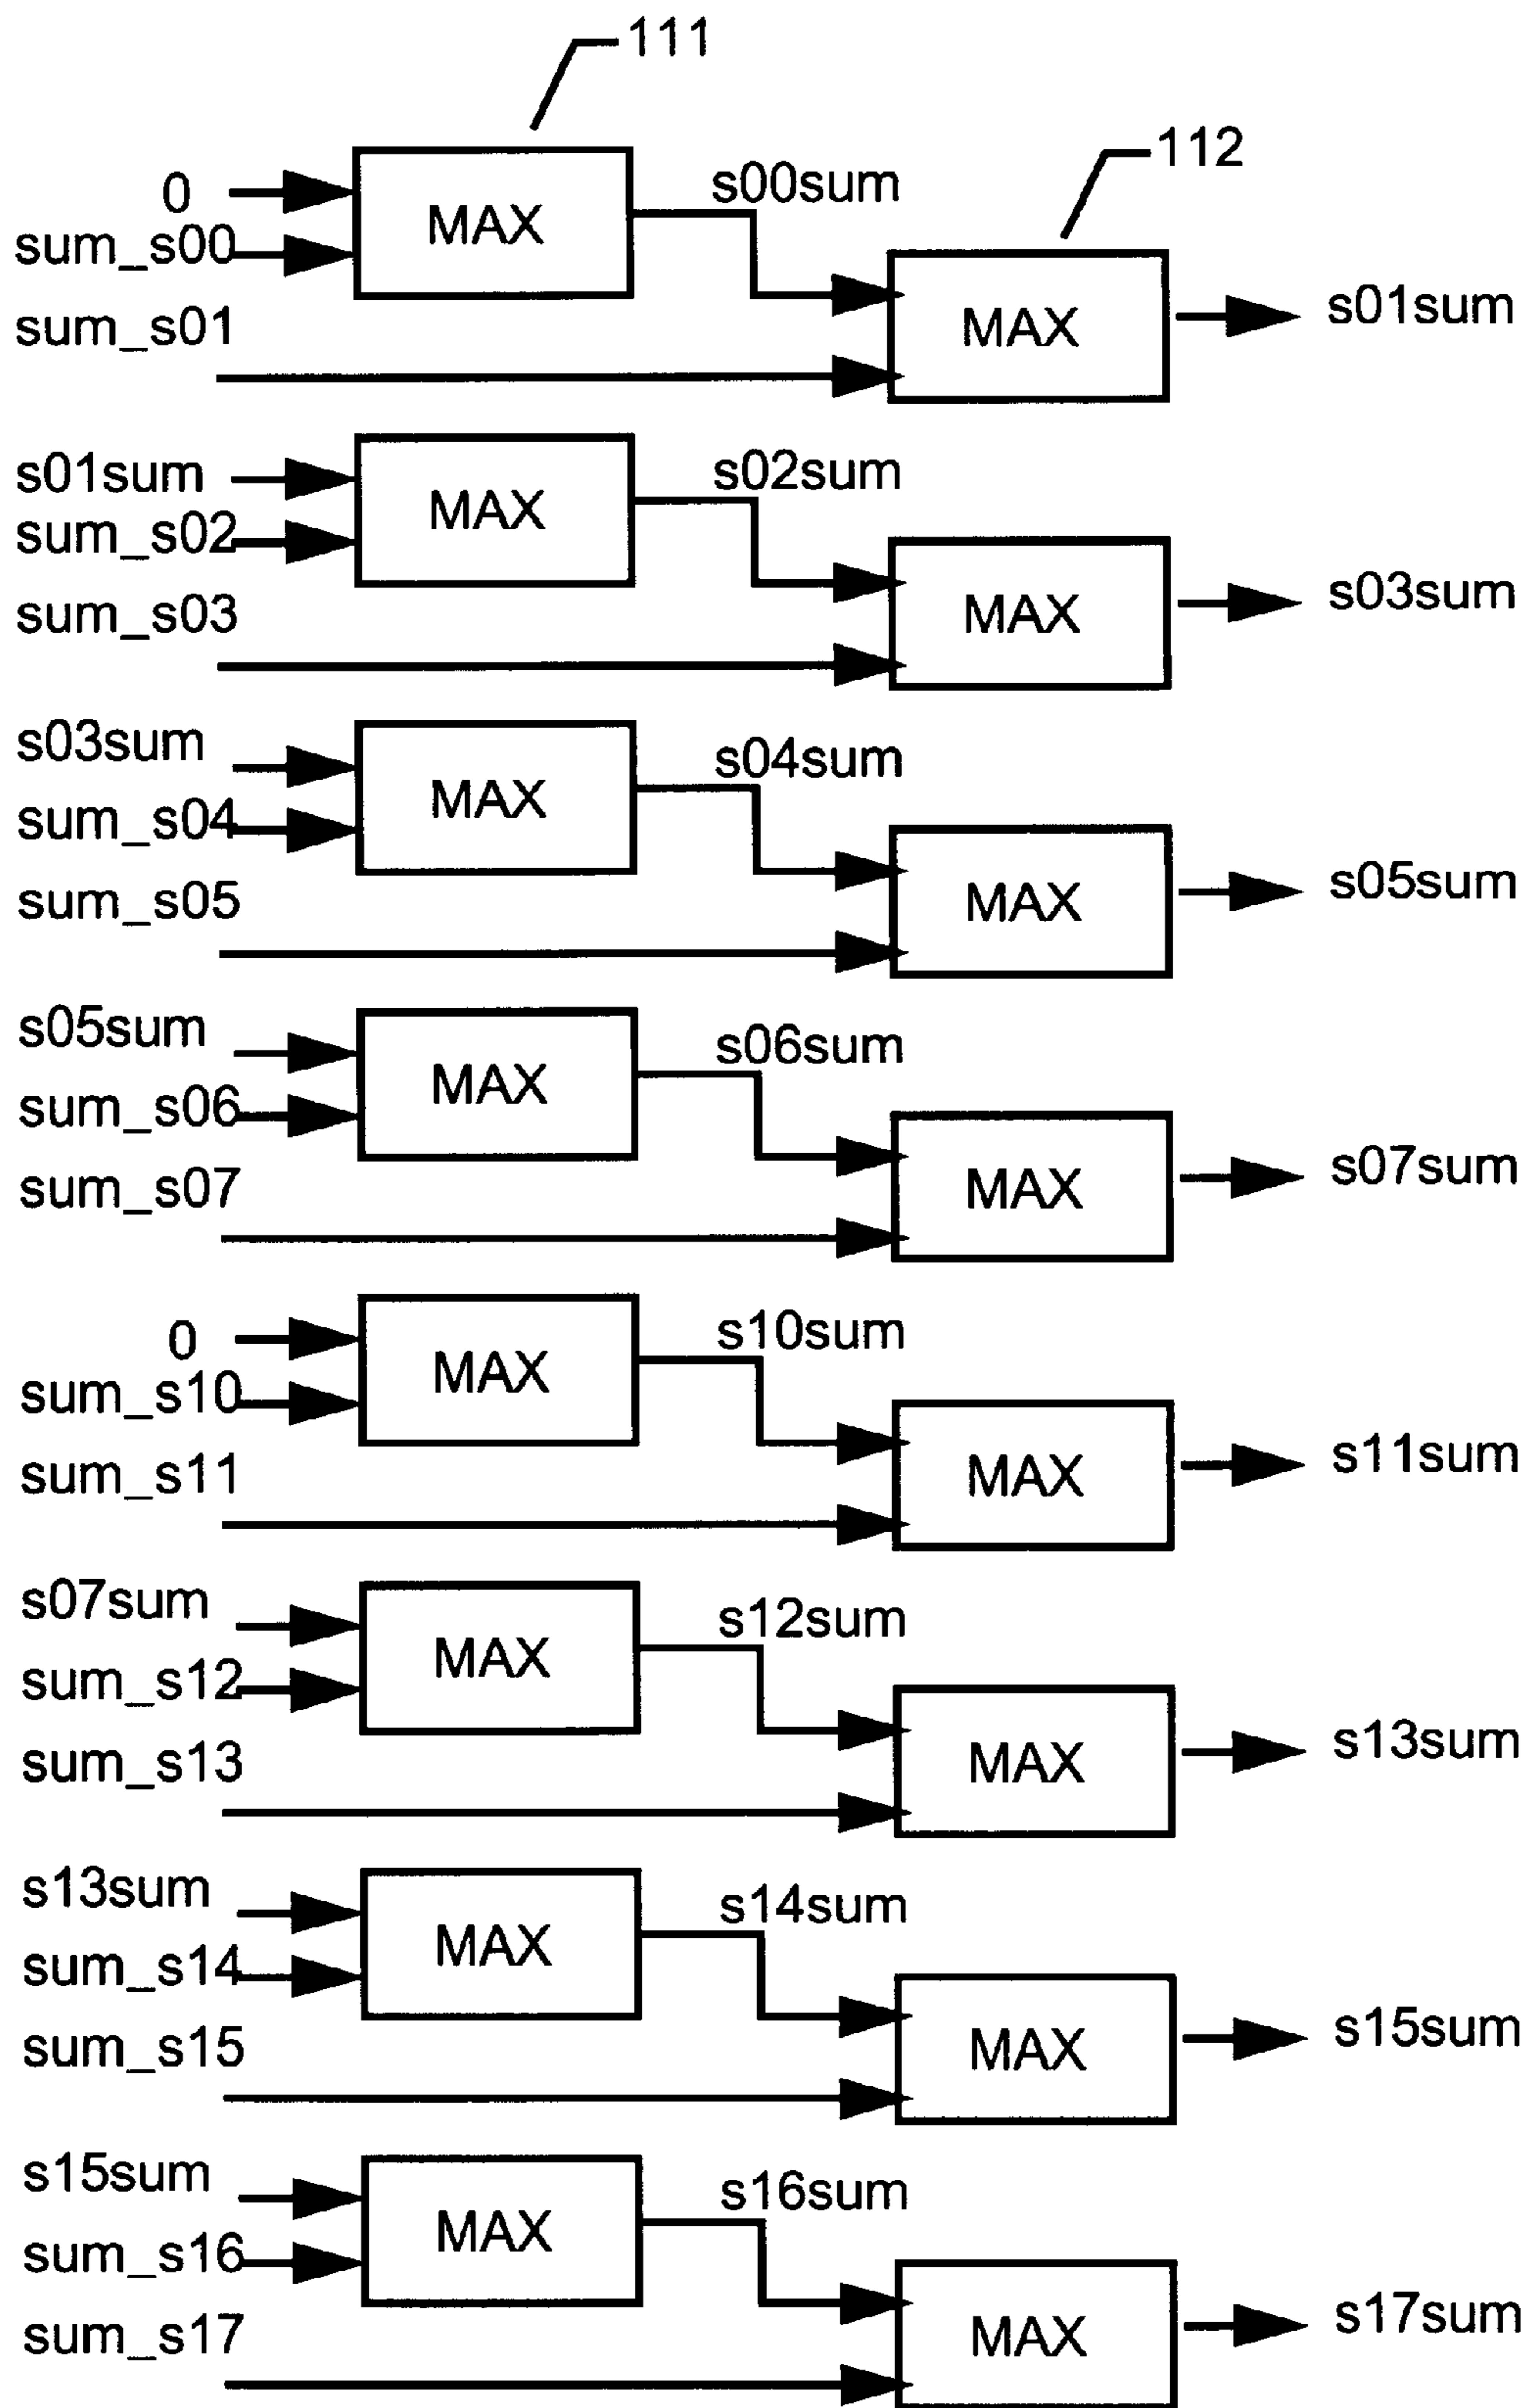 111
112
0
MAX
s00sum
sum_s00
sum_s01
MAX
s01sum
s01sum
MAX
s02sum
sum_s02
sum_s03
MAX
s03sum
s03sum
MAX
s04sum
sum_s04
sum_s05
MAX
s05sum
s05sum
MAX
s06sum
sum_s06
sum_s07
MAX
s07sum
0
MAX
s10sum
sum_s10
sum_s11
MAX
s11sum
s07sum
MAX
s12sum
sum_s12
sum_s13
MAX
s13sum
s13sum
MAX
s14sum
sum_s14
sum_s15
MAX
s15sum
s15sum
MAX
s16sum
sum_s16
sum_s17
MAX
s17sum